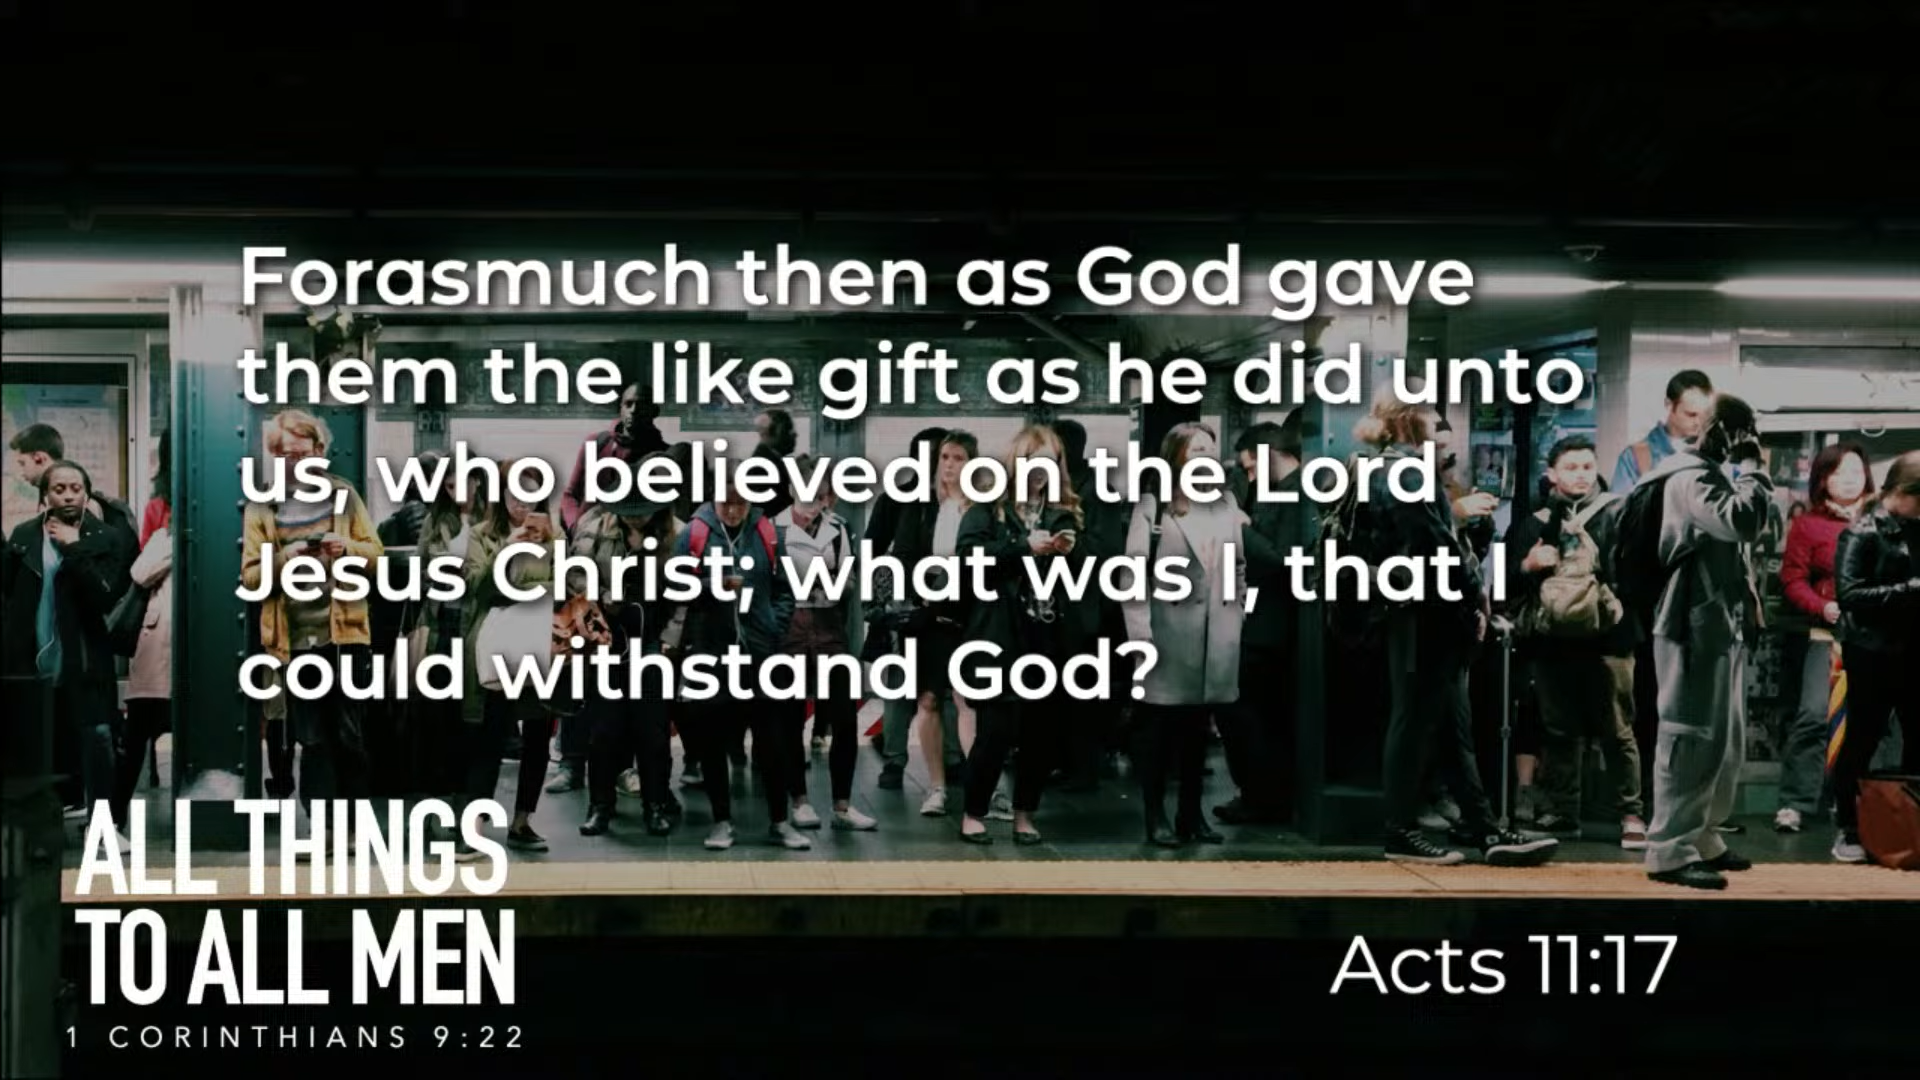 Forasmuch then as God gave
them the like gift as he did unto
us, who believed on the Lord
Jesus Christ; what was I, that I
could withstand God?
ALL THINGS
TO ALL MEN
1 CORINTHIANS 9:22
Acts 11:17